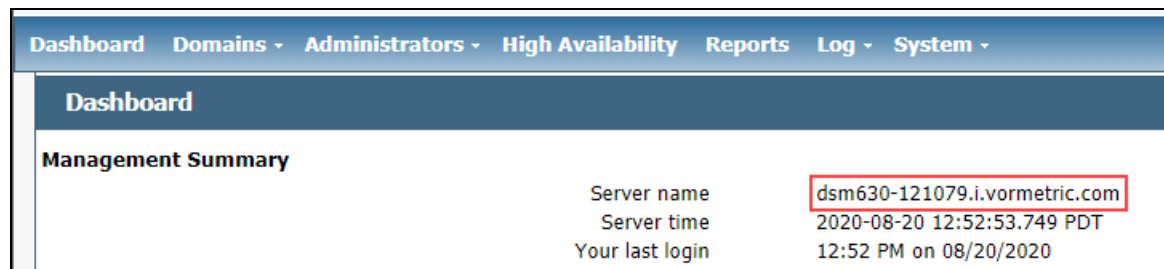 Dashboard Domains Administrators High Availability Reports Log System
Dashboard
Management Summary
Server name dsm630-121079.i.vormetric.com
Server time 2020-08-20 12:52:53.749 PDT
Your last login 12:52 PM on 08/20/2020